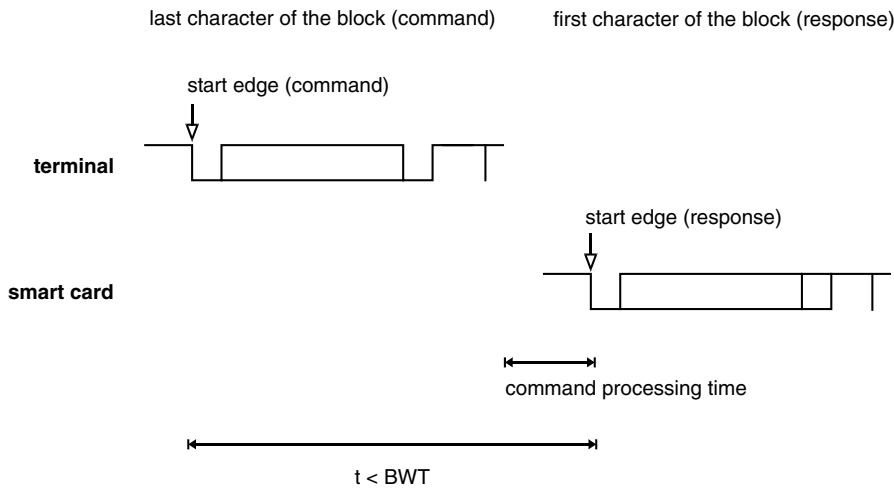 last character of the block (command)
first character of the block (response)
start edge (command)
terminal
start edge (response)
smart card
command processing time
t < BWT